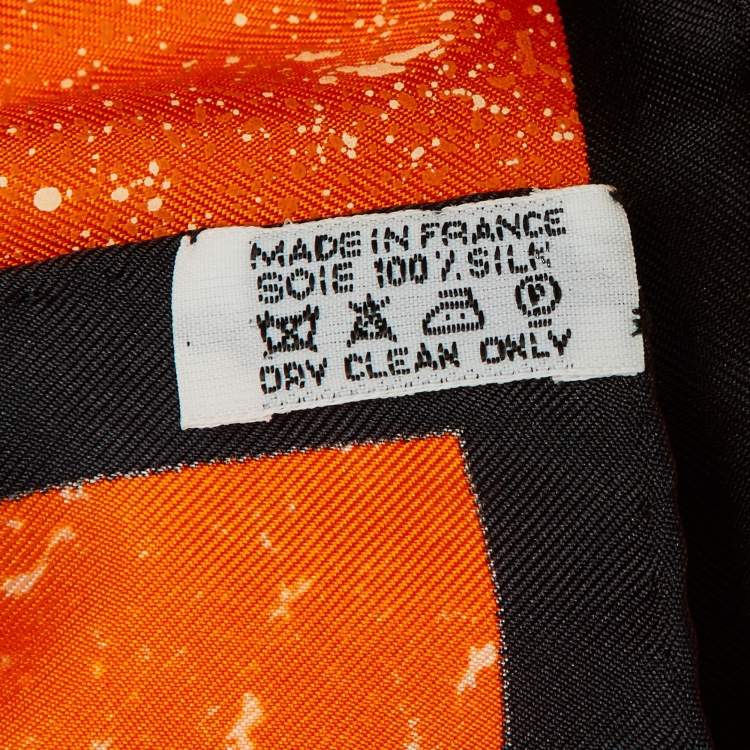 MADE IN FRANCE
SOIE 100% SILK
P
DRY CLEAN ONLY